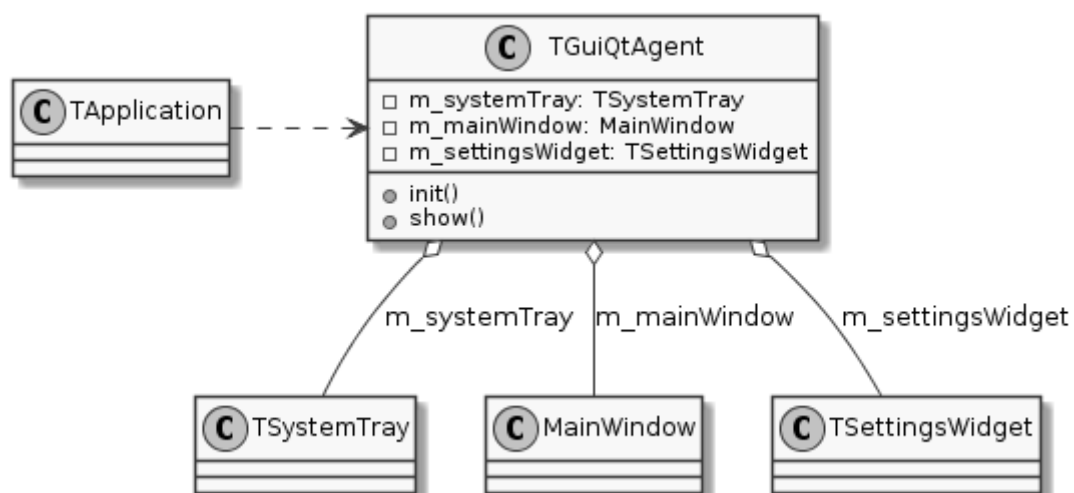 C TGuiQtAgent
m_systemTray: TSystemTray
m_mainWindow: MainWindow
m_settingsWidget: TSettingsWidget
init()
show()
C TApplication
m_systemTray
m_mainWindow
m_settingsWidget
C TSystemTray
C MainWindow
C TSettingsWidget